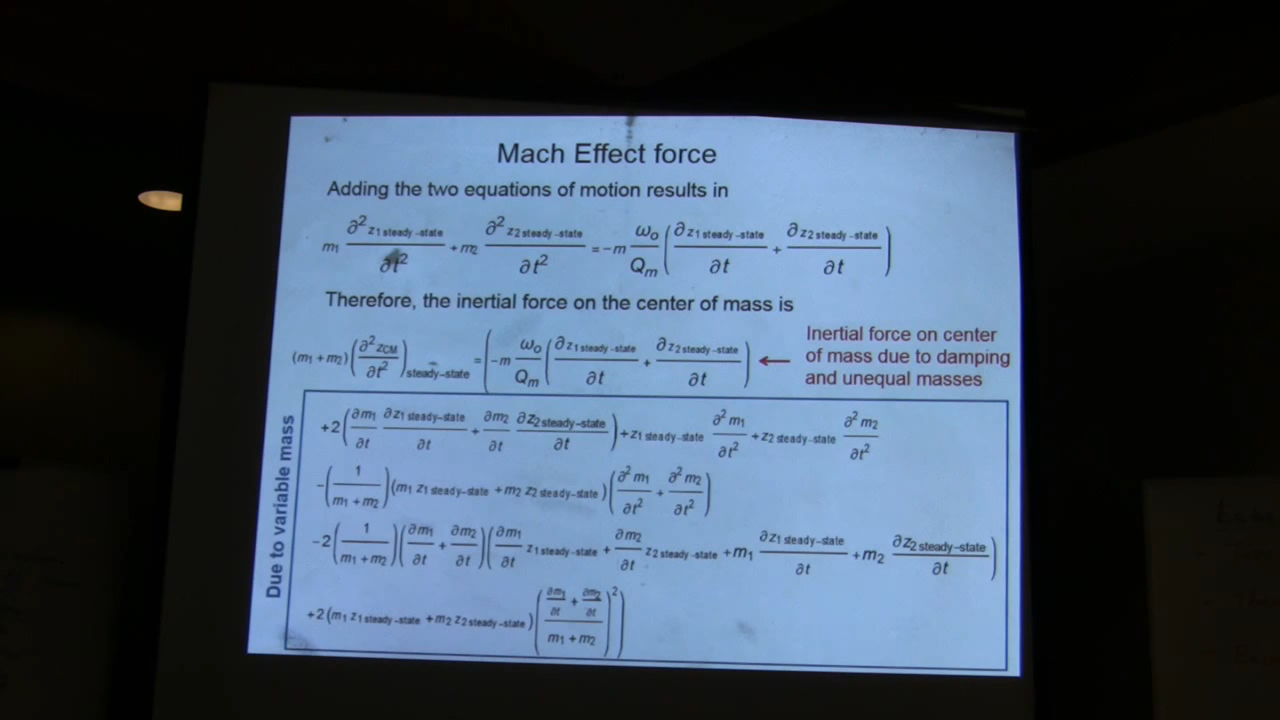 Mach Effect force
Adding the two equations of motion results in
m₁ ∂²z₁ steady-state/∂t² + m₂ ∂²z₂ steady-state/∂t² = -m ω₀/Qₘ (∂z₁ steady-state/∂t + ∂z₂ steady-state/∂t)
Therefore, the inertial force on the center of mass is
(m₁ + m₂)(∂²z_CM/∂t²)steady-state = (-m ω₀/Qₘ (∂z₁ steady-state/∂t + ∂z₂ steady-state/∂t)
Inertial force on center
of mass due to damping
and unequal masses
Due to variable mass
+2(∂m₁/∂t ∂z₁ steady-state/∂t + ∂m₂/∂t ∂z₂ steady-state/∂t) + z₁ steady-state ∂²m₁/∂t² + z₂ steady-state ∂²m₂/∂t²
-(1/(m₁ + m₂))(m₁ z₁ steady-state + m₂ z₂ steady-state)(∂²m₁/∂t² + ∂²m₂/∂t²)
-2(1/(m₁ + m₂))(∂m₁/∂t + ∂m₂/∂t)(∂m₁/∂t z₁ steady-state + ∂m₂/∂t z₂ steady-state + m₁ ∂z₁ steady-state/∂t + m₂ ∂z₂ steady-state/∂t)
+2(m₁ z₁ steady-state + m₂ z₂ steady-state)((∂m₁/∂t + ∂m₂/∂t)/(m₁ + m₂))²)